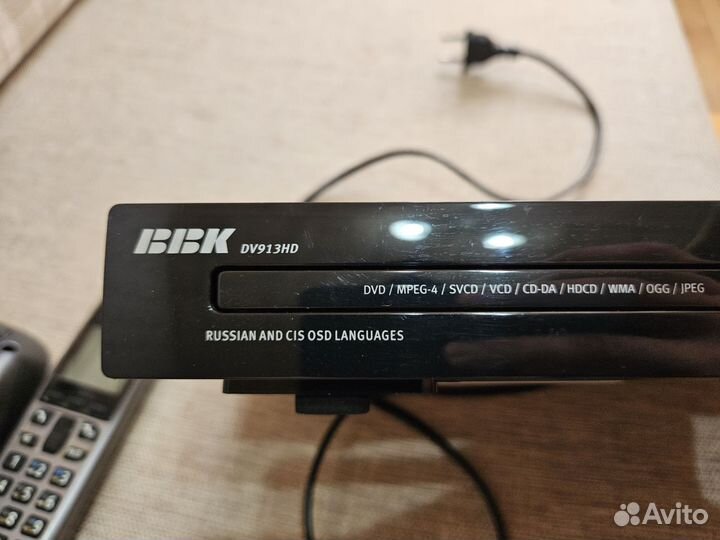 BBK DV913HD
DVD / MPEG-4 / SVCD / VCD / CD-DA / HDCD / WMA / OGG / JPEG
RUSSIAN AND CIS OSD LANGUAGES
Avito